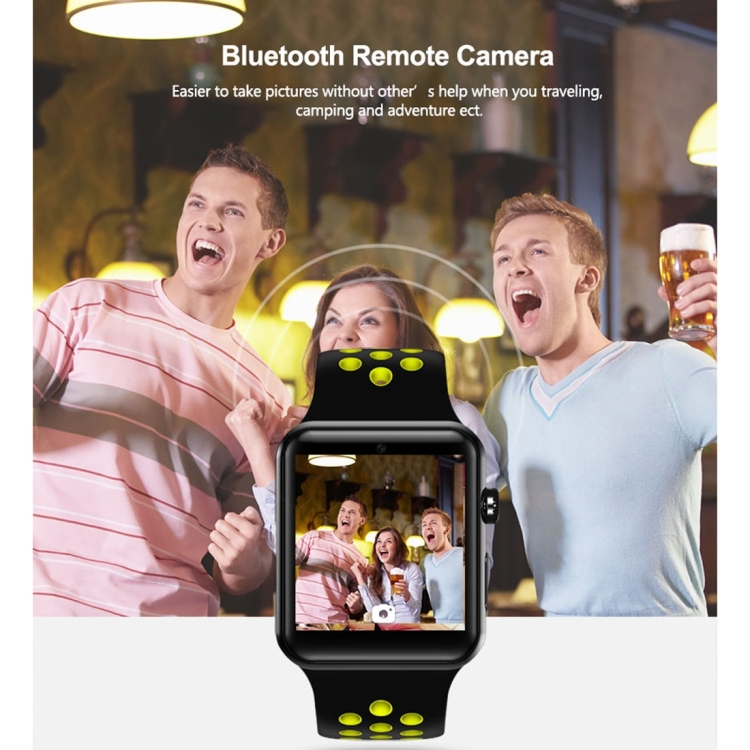 Bluetooth Remote Camera
Easier to take pictures without other’ s help when you traveling,
camping and adventure ect.